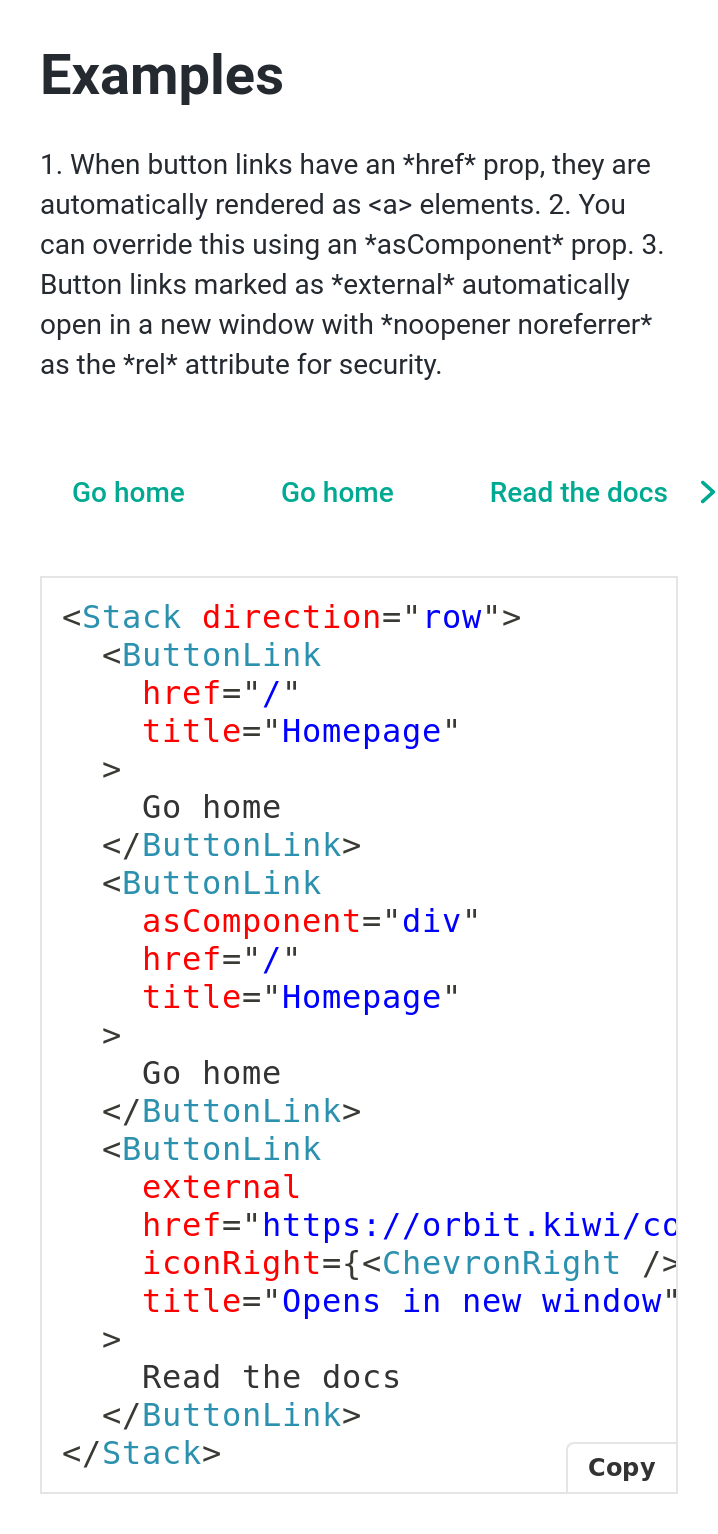 Examples
1. When button links have an *href* prop, they are
automatically rendered as <a> elements. 2. You
can override this using an *asComponent* prop. 3.
Button links marked as *external* automatically
open in a new window with *noopener noreferrer*
as the *rel* attribute for security.
Go home Go home Read the docs
<Stack direction="row">
  <ButtonLink
    href="/"
    title="Homepage"
  >
    Go home
  </ButtonLink>
  <ButtonLink
    asComponent="div"
    href="/"
    title="Homepage"
  >
    Go home
  </ButtonLink>
  <ButtonLink
    external
    href="https://orbit.kiwi/co
    iconRight={<ChevronRight />
    title="Opens in new window"
  >
    Read the docs
  </ButtonLink>
</Stack>
Copy